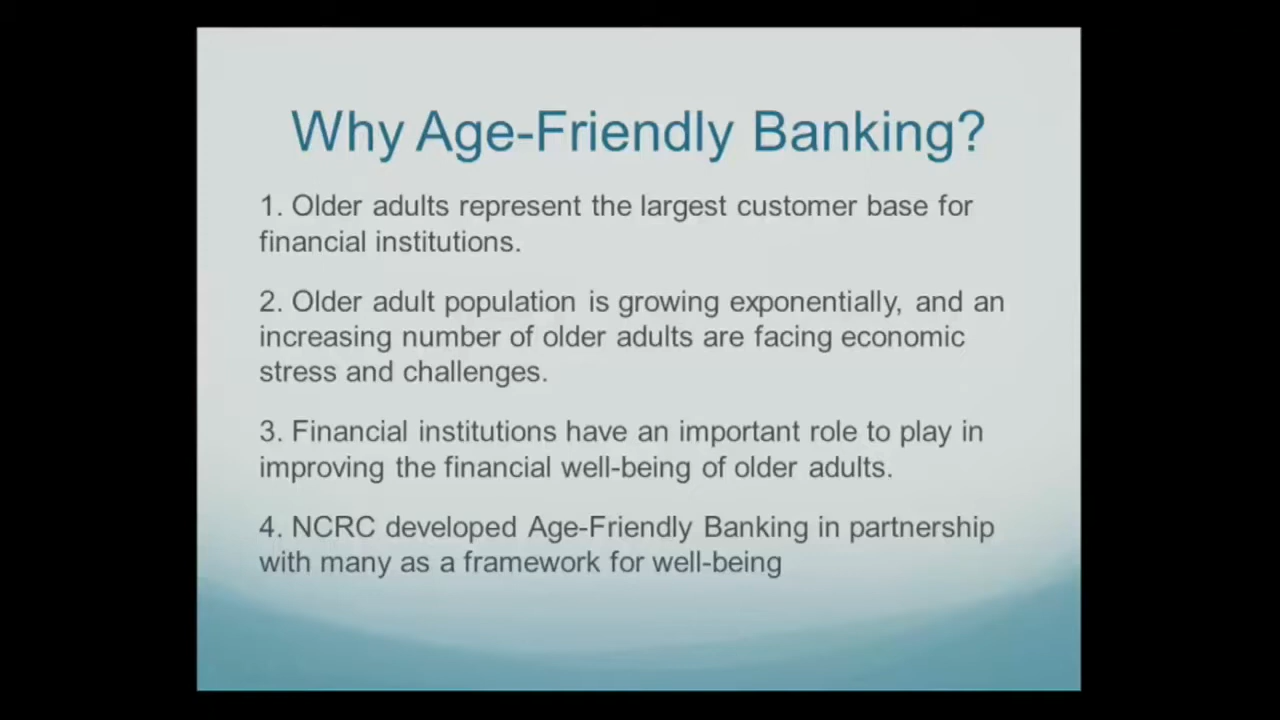 Why Age-Friendly Banking?
1. Older adults represent the largest customer base for
financial institutions.
2. Older adult population is growing exponentially, and an
increasing number of older adults are facing economic
stress and challenges.
3. Financial institutions have an important role to play in
improving the financial well-being of older adults.
4. NCRC developed Age-Friendly Banking in partnership
with many as a framework for well-being